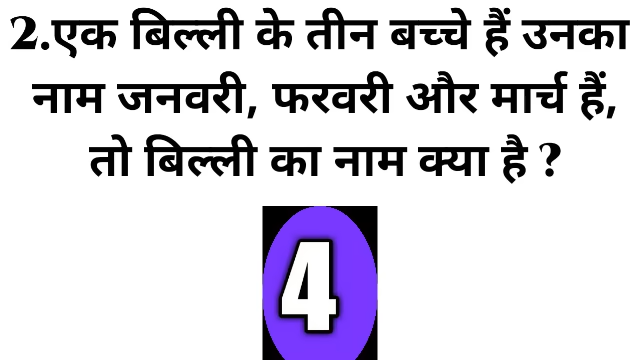 2.एक बिल्ली के तीन बच्चे हैं उनका
नाम जनवरी, फरवरी और मार्च हैं,
तो बिल्ली का नाम क्या है ?
4